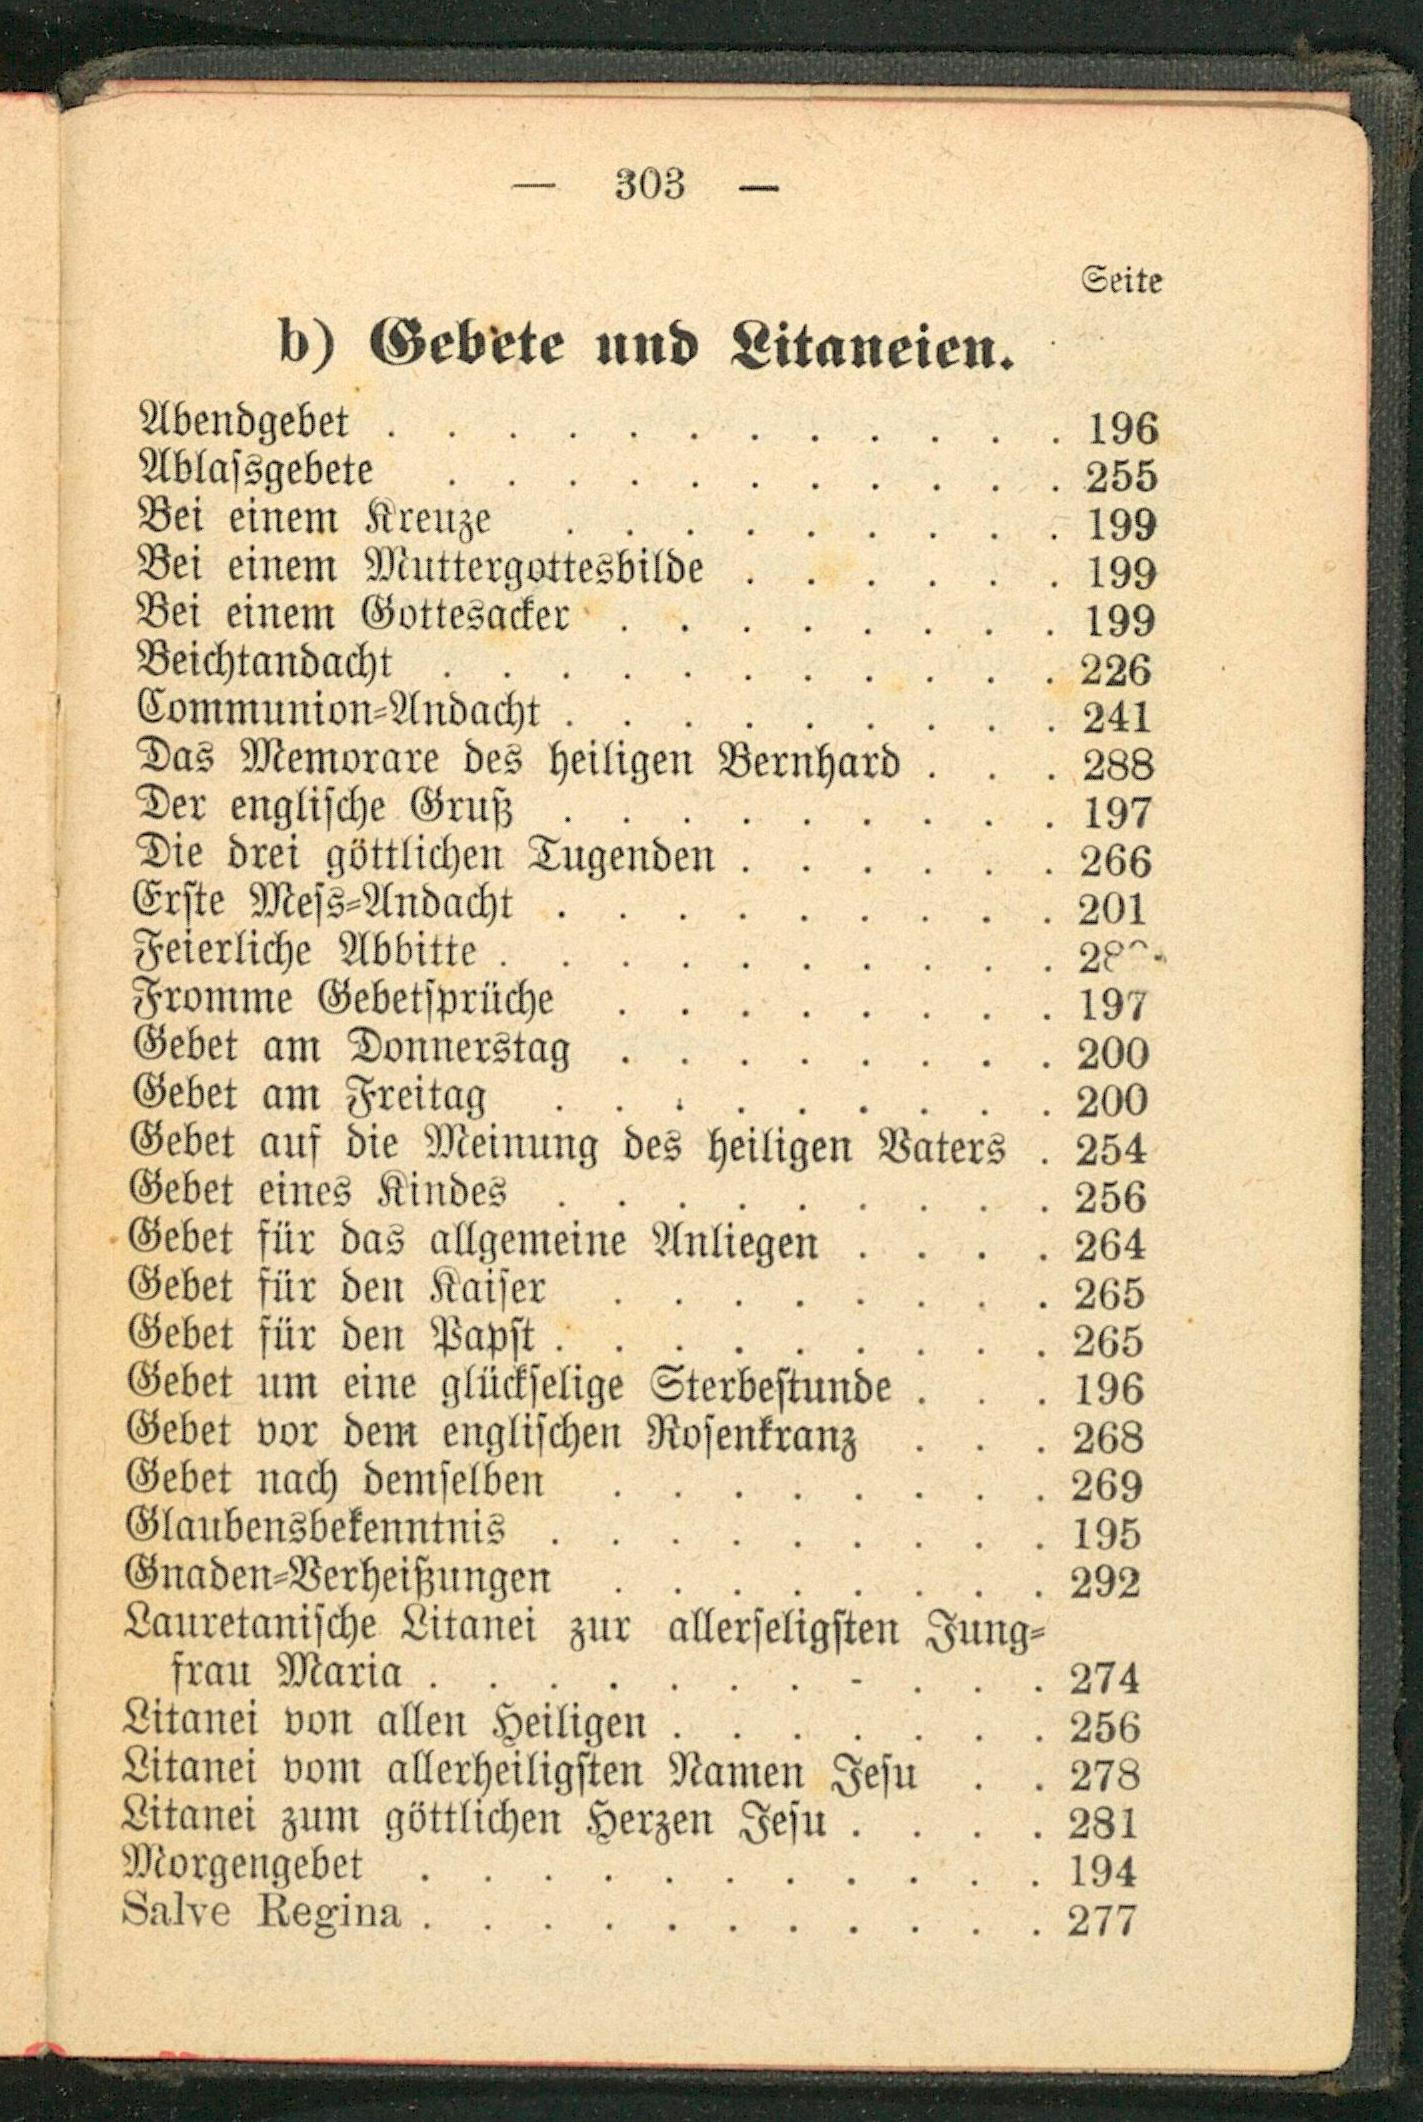 — 303 —
Seite
b) Gebete und Litaneien.
Abendgebet . . . . . . . . . . . . 196
Ablassgebete . . . . . . . . . . . 255
Bei einem Kreuze . . . . . . . . . 199
Bei einem Muttergottesbilde . . . . . . 199
Bei einem Gottesacker . . . . . . . . 199
Beichtandacht . . . . . . . . . . . 226
Communion-Andacht . . . . . . . . . 241
Das Memorare des heiligen Bernhard . . . 288
Der englische Gruß . . . . . . . . . 197
Die drei göttlichen Tugenden . . . . . . 266
Erste Mess-Andacht . . . . . . . . . 201
Feierliche Abbitte . . . . . . . . . .
Fromme Gebetsprüche . . . . . . . . 197
Gebet am Donnerstag . . . . . . . . 200
Gebet am Freitag . . . . . . . . . 200
Gebet auf die Meinung des heiligen Vaters . 254
Gebet eines Kindes . . . . . . . . . 256
Gebet für das allgemeine Anliegen . . . . 264
Gebet für den Kaiser . . . . . . . . 265
Gebet für den Papst . . . . . . . . . 265
Gebet um eine glückselige Sterbestunde . . . 196
Gebet vor dem englischen Rosenkranz . . . 268
Gebet nach demselben . . . . . . . . 269
Glaubensbekenntnis . . . . . . . . . 195
Gnaden-Verheißungen . . . . . . . . 292
Lauretanische Litanei zur allerseligsten Jung-
frau Maria . . . . . . . . . . . 274
Litanei von allen Heiligen . . . . . . . 256
Litanei vom allerheiligsten Namen Jesu . . 278
Litanei zum göttlichen Herzen Jesu . . . . 281
Morgengebet . . . . . . . . . . . 194
Salve Regina . . . . . . . . . . . 277